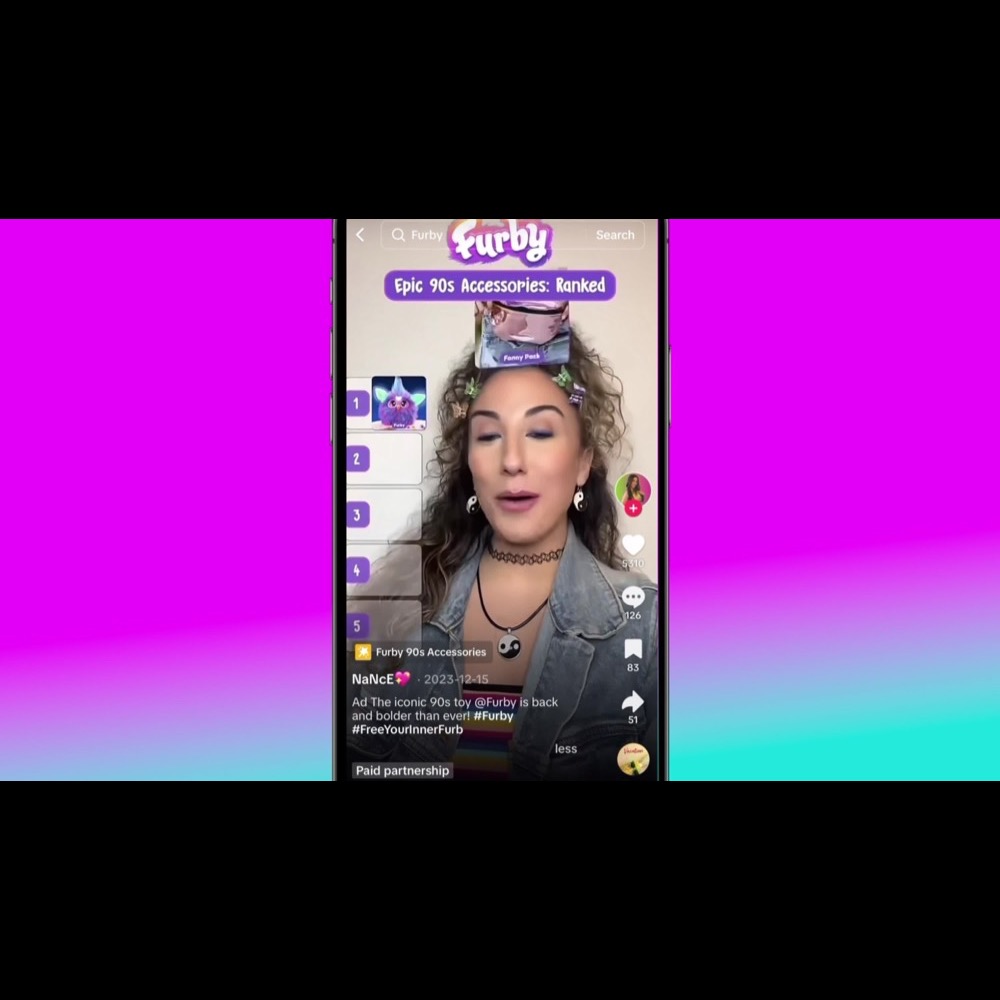 Furby
Furby
Search
Epic 90s Accessories: Ranked
Fanny Pack
1
Furby
2
3
4
5
5310
126
83
51
Furby 90s Accessories
NaNcE💖 · 2023-12-15
Ad The iconic 90s toy @Furby is back
and bolder than ever! #Furby
#FreeYourInnerFurb
less
Paid partnership